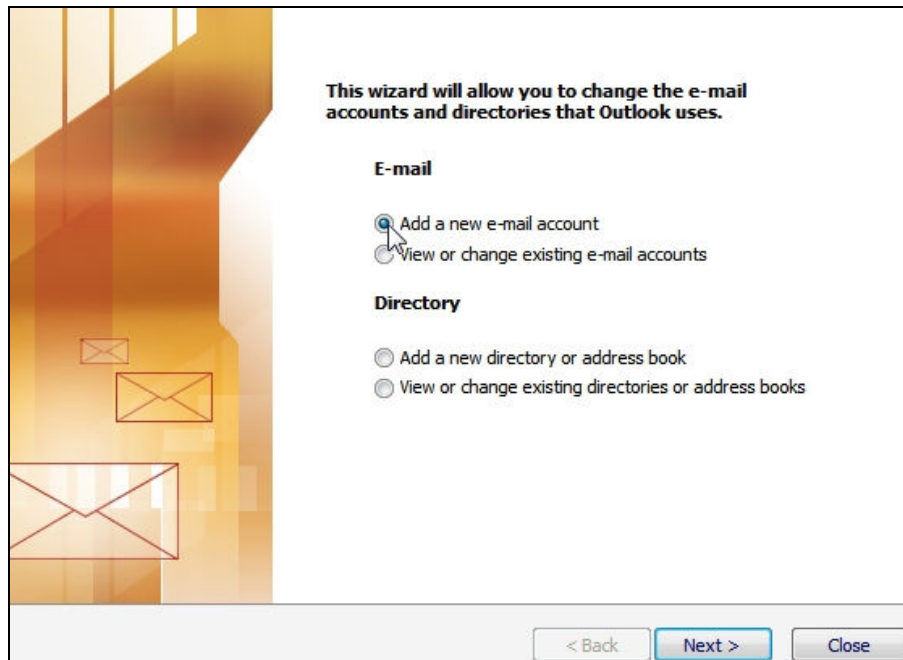 This wizard will allow you to change the e-mail
accounts and directories that Outlook uses.
E-mail
Add a new e-mail account
View or change existing e-mail accounts
Directory
Add a new directory or address book
View or change existing directories or address books
< Back
Next >
Close